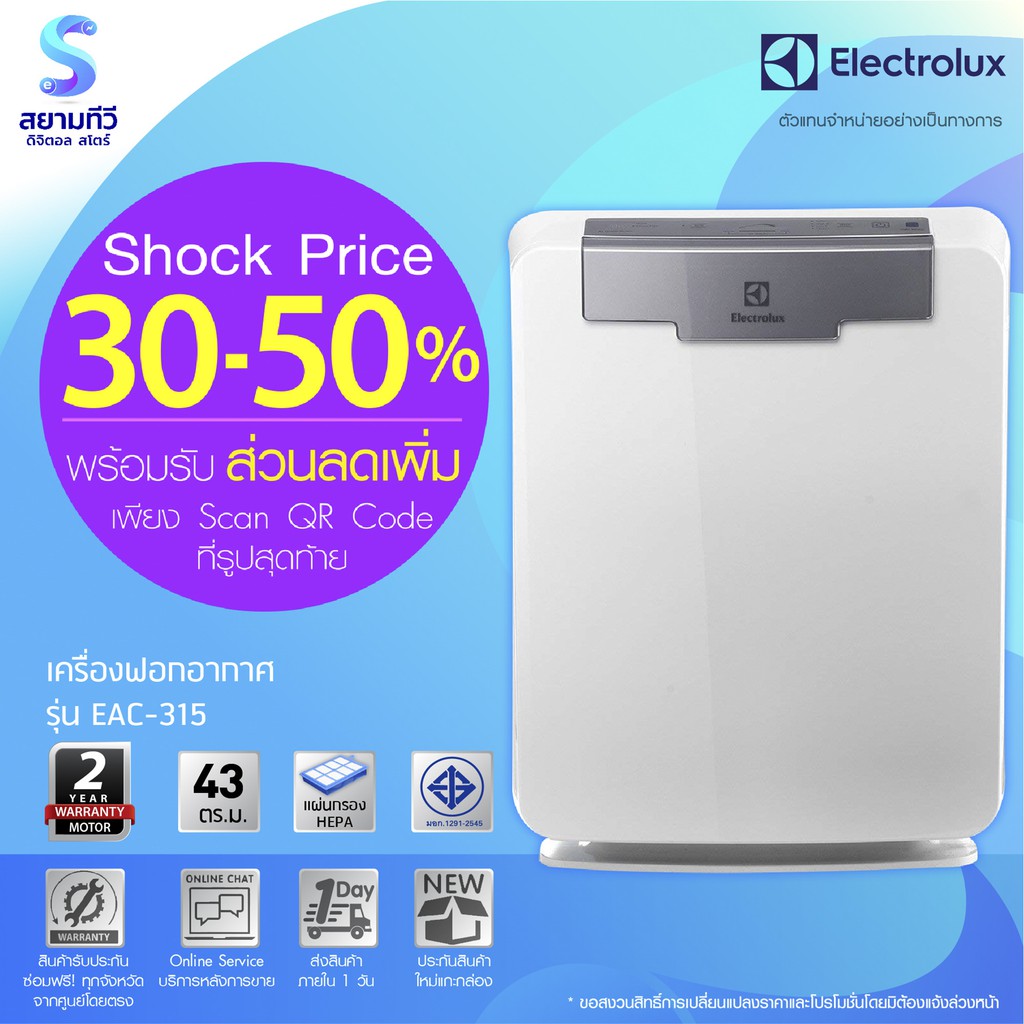 S
e
สยามทีวี
ดิจิตอล สโตร์
Electrolux
ตัวแทนจำหน่ายอย่างเป็นทางการ
Shock Price
30-50%
พร้อมรับ ส่วนลดเพิ่ม
เพียง Scan QR Code
ที่รูปสุดท้าย
Electrolux
เครื่องฟอกอากาศ
รุ่น EAC-315
2
YEAR
WARRANTY
MOTOR
43
ตร.ม.
แผ่นกรอง
HEPA
มอก.1291-2545
WARRANTY
สินค้ารับประกัน
ซ่อมฟรี! ทุกจังหวัด
จากศูนย์โดยตรง
ONLINE CHAT
Online Service
บริการหลังการขาย
1Day
ส่งสินค้า
ภายใน 1 วัน
NEW
ประกันสินค้า
ใหม่แกะกล่อง
* ขอสงวนสิทธิ์การเปลี่ยนแปลงราคาและโปรโมชั่นโดยมิต้องแจ้งล่วงหน้า